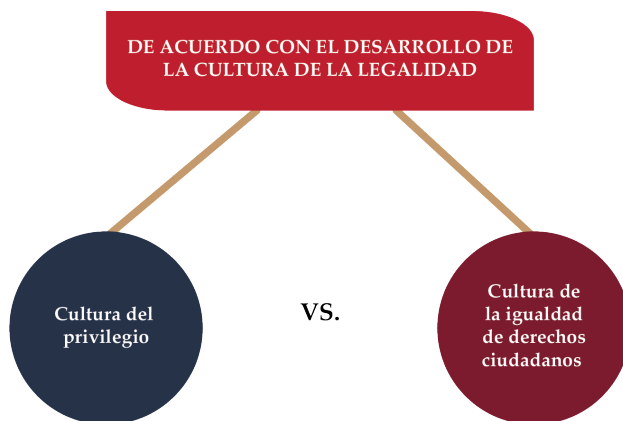 DE ACUERDO CON EL DESARROLLO DE
LA CULTURA DE LA LEGALIDAD
Cultura del
privilegio
VS.
Cultura de
la igualdad
de derechos
ciudadanos